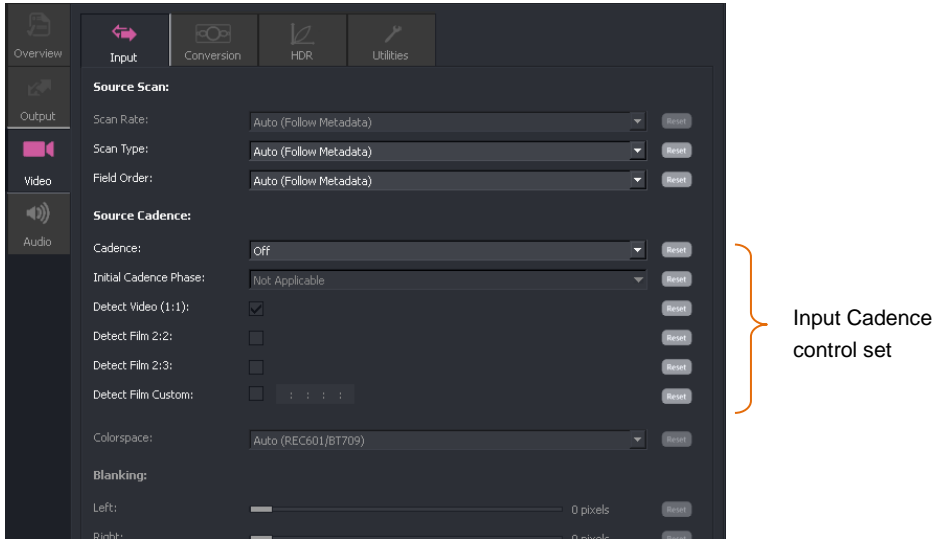 Overview
Output
Video
Audio
Input
Conversion
HDR
Utilities
Source Scan:
Scan Rate: Auto (Follow Metadata) Reset
Scan Type: Auto (Follow Metadata) Reset
Field Order: Auto (Follow Metadata) Reset
Source Cadence:
Cadence: Off Reset
Initial Cadence Phase: Not Applicable Reset
Detect Video (1:1): Reset
Detect Film 2:2: Reset
Detect Film 2:3: Reset
Detect Film Custom: : : : : Reset
Colorspace: Auto (REC601/BT709) Reset
Blanking:
Left: 0 pixels Reset
Right: 0 pixels Reset
Input Cadence
control set